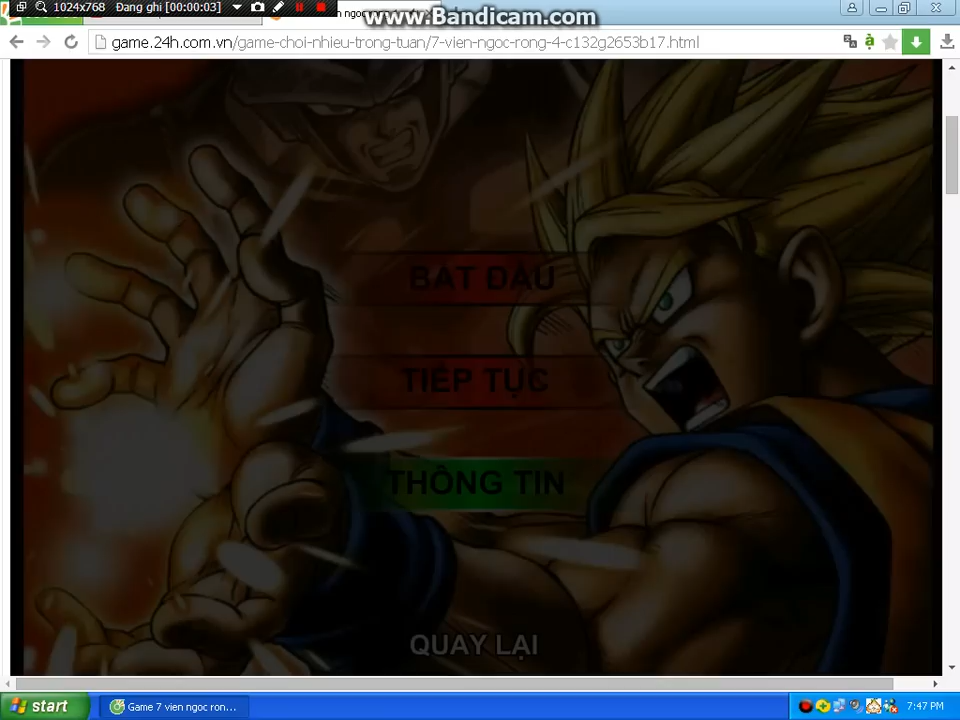 1024x768 Đang ghi [00:00:03]
www.Bandicam.com
game.24h.com.vn/game-choi-nhieu-trong-tuan/7-vien-ngoc-rong-4-c132g2653b17.html
BẮT ĐẦU
TIẾP TỤC
THÔNG TIN
QUAY LẠI
start
Game 7 vien ngoc ron...
7:47 PM